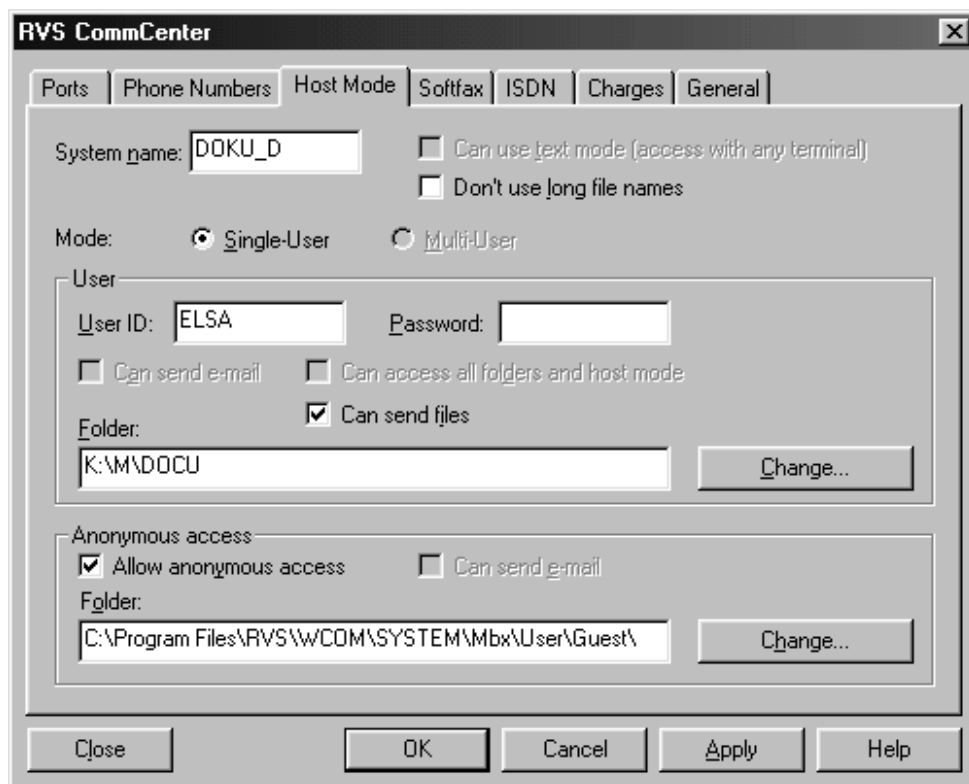 RVS CommCenter
Ports Phone Numbers Host Mode Softfax ISDN Charges General
System name: DOKU_D Can use text mode (access with any terminal)
Don't use long file names
Mode: Single-User Multi-User
User
User ID: ELSA Password:
Can send e-mail Can access all folders and host mode
Can send files
Folder:
K:\M\DOCU Change...
Anonymous access
Allow anonymous access Can send e-mail
Folder:
C:\Program Files\RVS\WCOM\SYSTEM\Mbx\User\Guest\ Change...
Close OK Cancel Apply Help